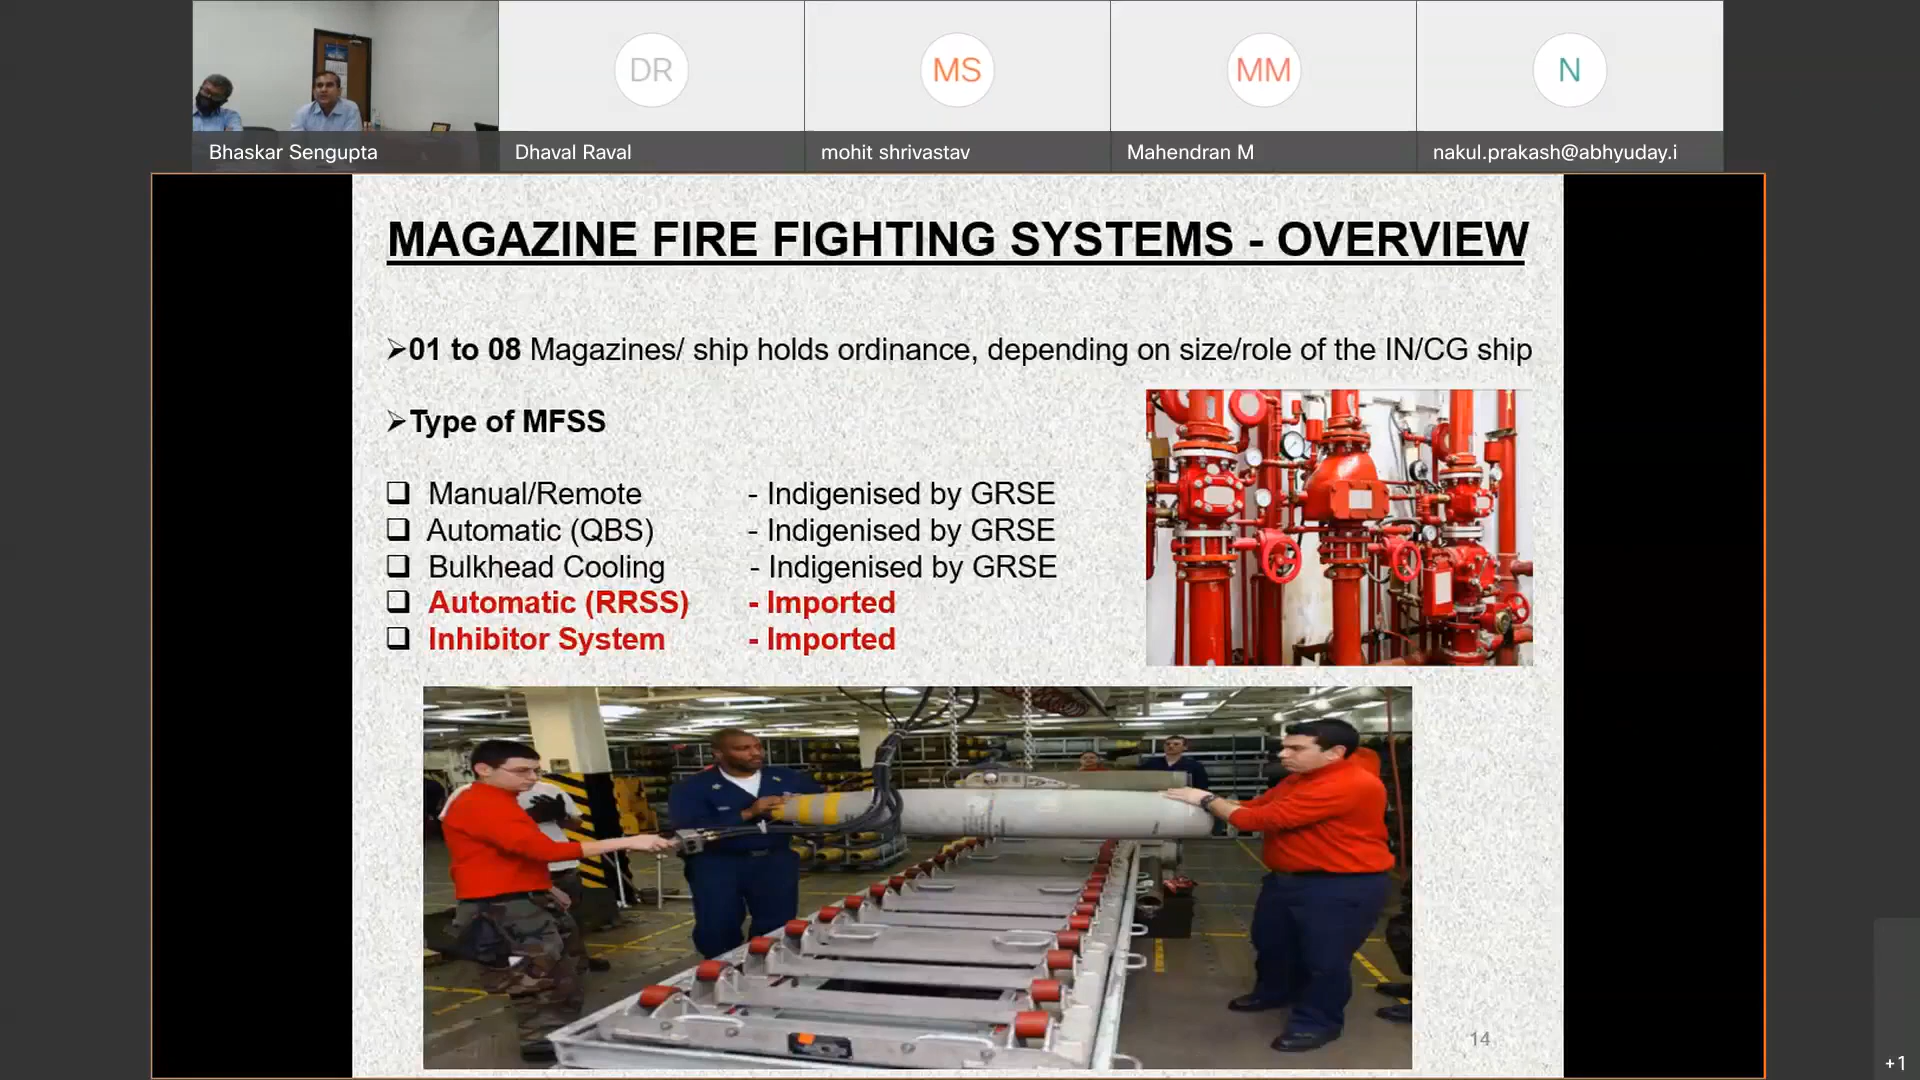 DR
MS
MM
N
Bhaskar Sengupta
Dhaval Raval
mohit shrivastav
Mahendran M
nakul.prakash@abhyuday.i
MAGAZINE FIRE FIGHTING SYSTEMS - OVERVIEW
➢01 to 08 Magazines/ ship holds ordinance, depending on size/role of the IN/CG ship
➢Type of MFSS
❑ Manual/Remote - Indigenised by GRSE
❑ Automatic (QBS) - Indigenised by GRSE
❑ Bulkhead Cooling - Indigenised by GRSE
❑ Automatic (RRSS) - Imported
❑ Inhibitor System - Imported
14
+1